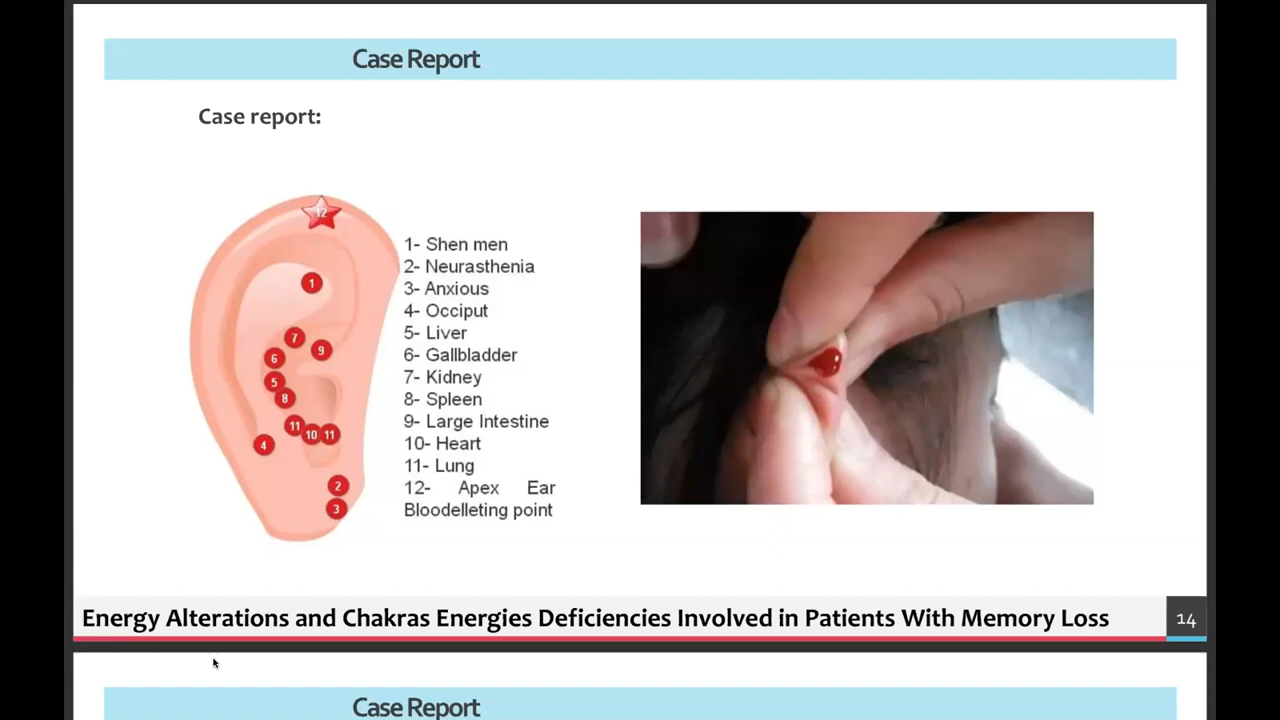 Case Report
Case report:
12
1
7
9
6
5
8
11
10
11
4
2
3
1- Shen men
2- Neurasthenia
3- Anxious
4- Occiput
5- Liver
6- Gallbladder
7- Kidney
8- Spleen
9- Large Intestine
10- Heart
11- Lung
12- Apex Ear
Bloodelleting point
Energy Alterations and Chakras Energies Deficiencies Involved in Patients With Memory Loss
14
Case Report